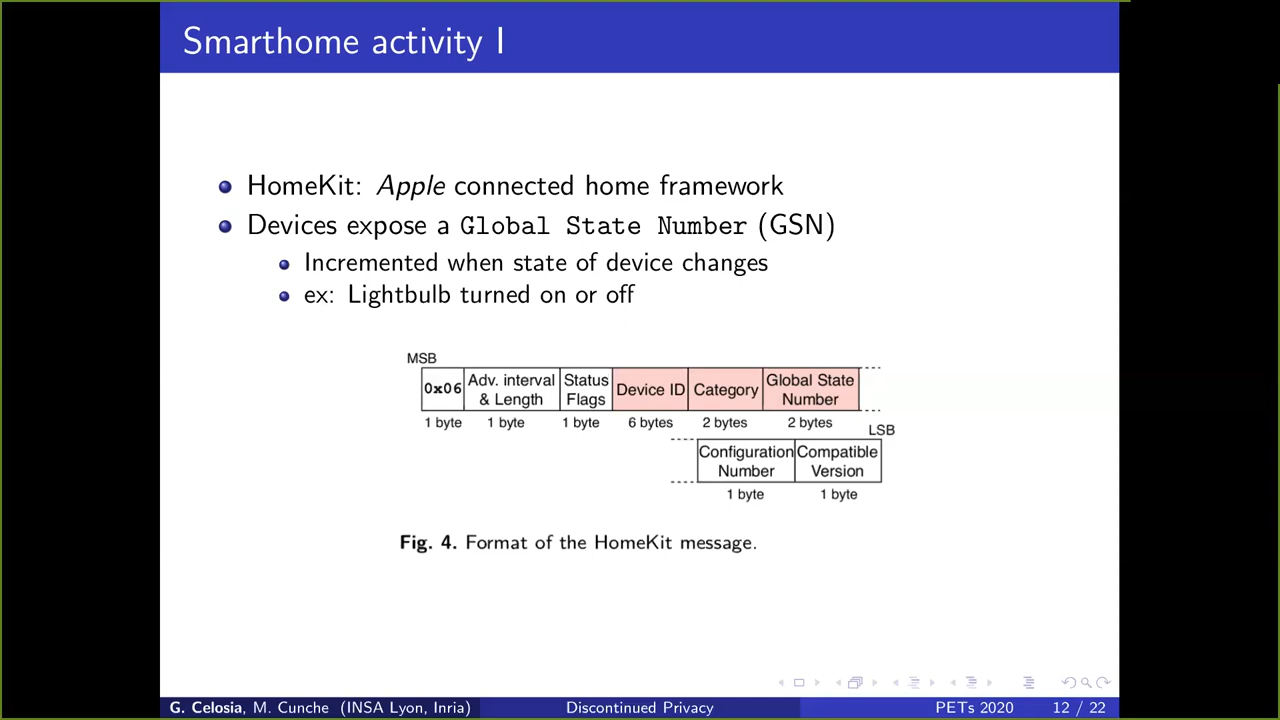 Smarthome activity I
HomeKit: Apple connected home framework
Devices expose a Global State Number (GSN)
Incremented when state of device changes
ex: Lightbulb turned on or off
MSB
0x06 Adv. interval & Length Status Flags Device ID Category Global State Number
1 byte 1 byte 1 byte 6 bytes 2 bytes 2 bytes
LSB
Configuration Number Compatible Version
1 byte 1 byte
Fig. 4. Format of the HomeKit message.
G. Celosia, M. Cunche (INSA Lyon, Inria) Discontinued Privacy PETs 2020 12 / 22